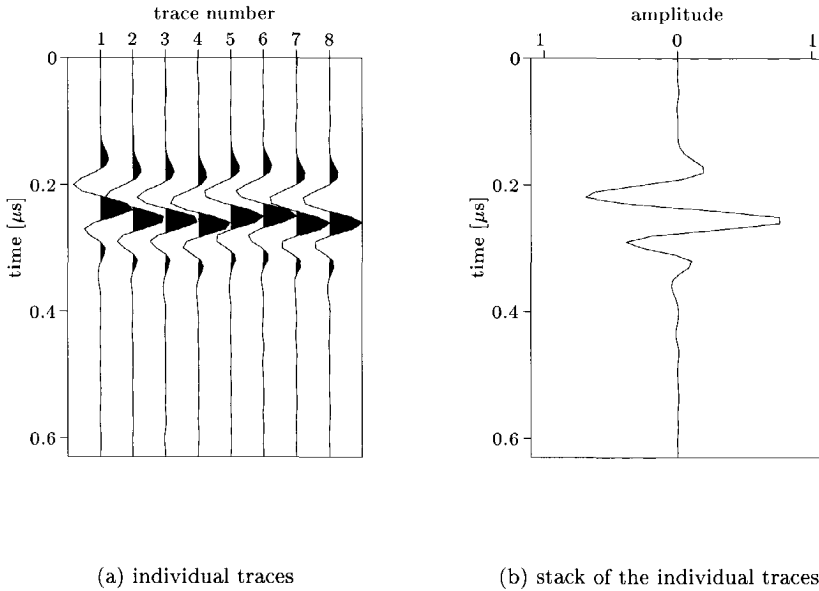 trace number
1 2 3 4 5 6 7 8
0
0.2
0.4
0.6
time [μs]
(a) individual traces
amplitude
1 0 1
0
0.2
0.4
0.6
time [μs]
(b) stack of the individual traces